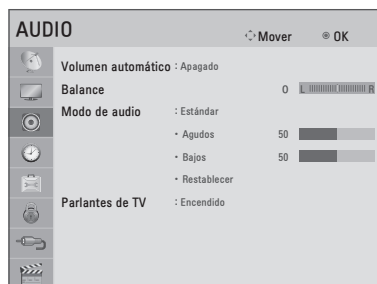 AUDIO Mover OK
Volumen automático : Apagado
Balance 0 L R
Modo de audio : Estándar
• Agudos 50
• Bajos 50
• Restablecer
Parlantes de TV : Encendido